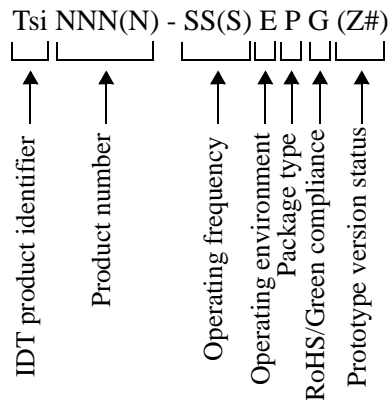 Tsi NNN(N) - SS(S) E P G (Z#)
IDT product identifier
Product number
Operating frequency
Operating environment
Package type
RoHS/Green compliance
Prototype version status